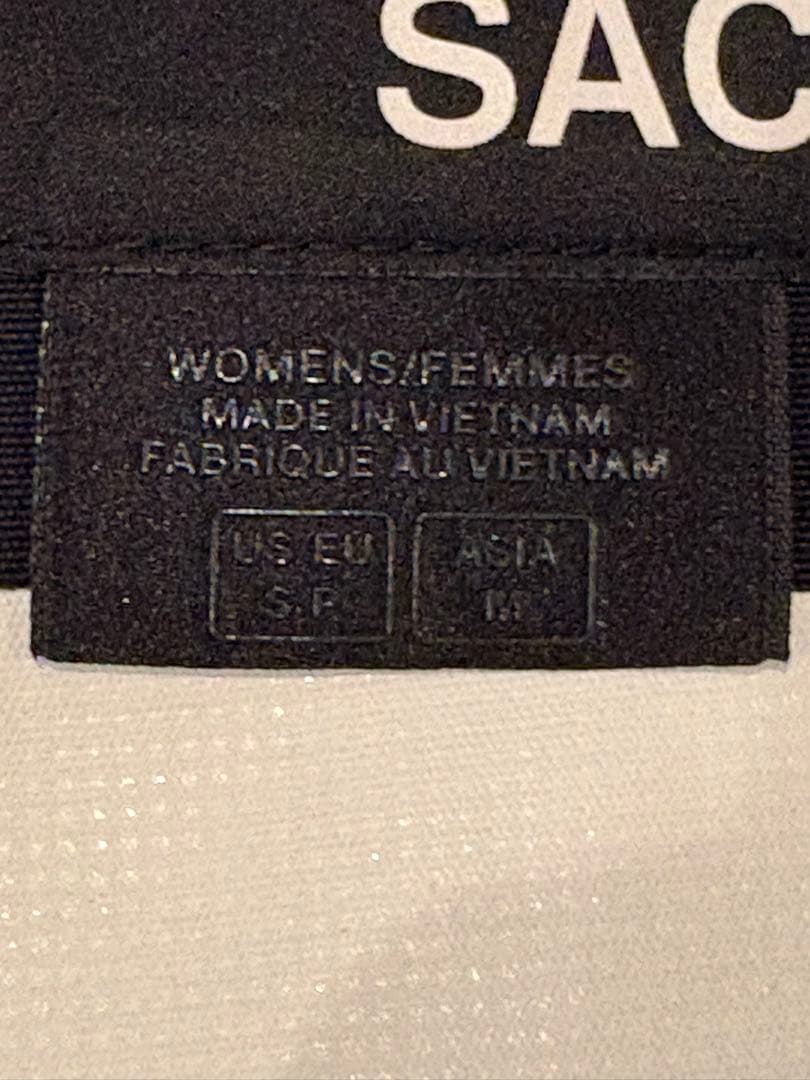 SAC
WOMENS/FEMMES
MADE IN VIETNAM
FABRIQUE AU VIETNAM
US EU ASIA
S/P M